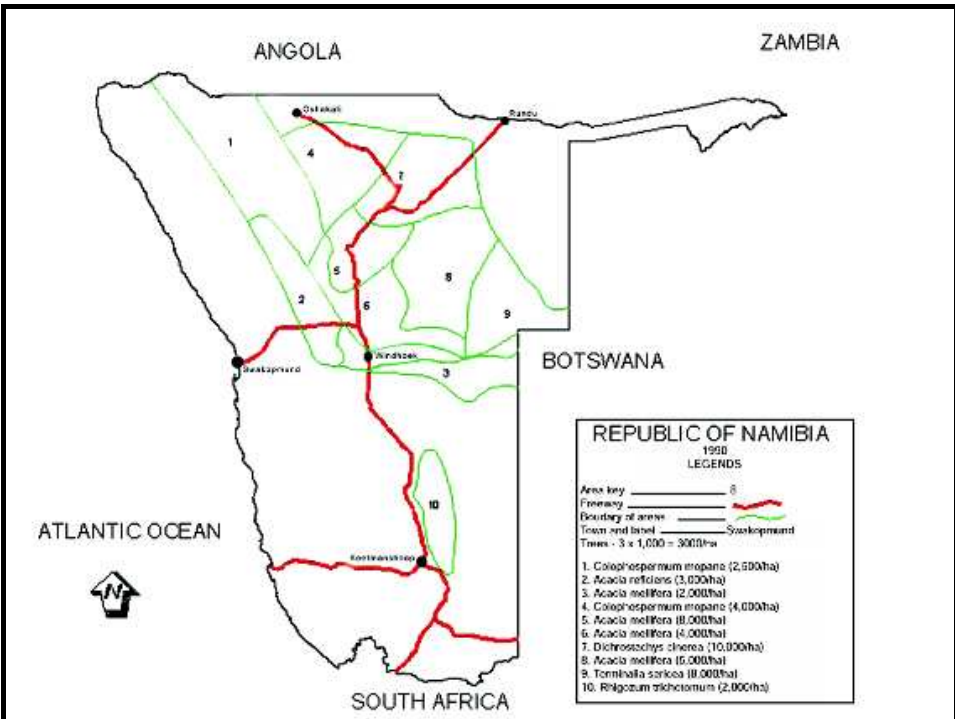 ANGOLA
ZAMBIA
Oshakati
Rundu
1
4
7
5
8
2
6
9
Windhoek
Swakopmund
3
BOTSWANA
10
ATLANTIC OCEAN
N
Keetmanshoop
SOUTH AFRICA
REPUBLIC OF NAMIBIA
1990
LEGENDS
Area key 8
Freeway
Boudary of areas
Town and label Swakopmund
Trees - 3 x 1,000 = 3000/ha
1. Colophospermum mopane (2,500/ha)
2. Acacia reficiens (3,000/ha)
3. Acacia mellifera (2,000/ha)
4. Colophospermum mopane (4,000/ha)
5. Acacia mellifera (8,000/ha)
6. Acacia mellifera (4,000/ha)
7. Dichrostachys cinerea (10,000/ha)
8. Acacia mellifera (5,000/ha)
9. Terminalia sericea (8,000/ha)
10. Rhigozum trichotomum (2,000/ha)